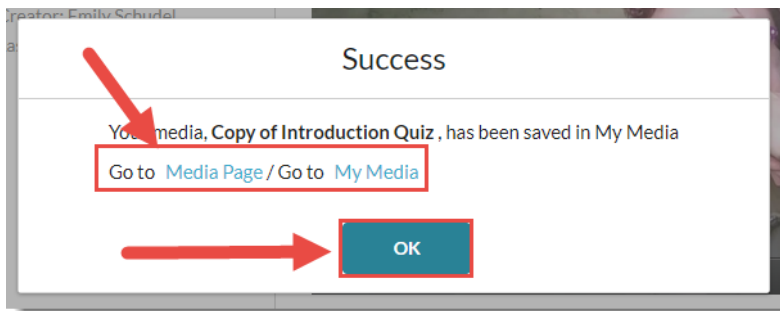 Creator: Emily Schudel
Success
media, Copy of Introduction Quiz , has been saved in My Media
Go to Media Page / Go to My Media
OK